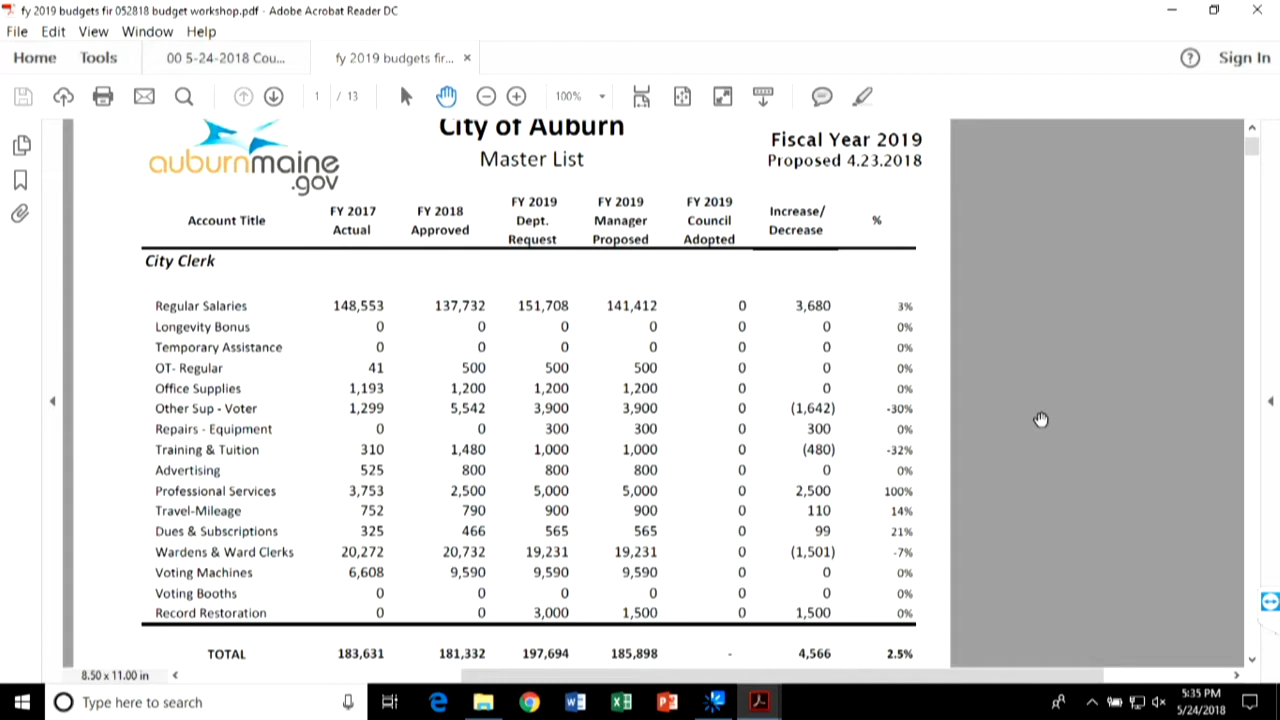 fy 2019 budgets fir 052818 budget workshop.pdf - Adobe Acrobat Reader DC
File Edit View Window Help
Home Tools 00 5-24-2018 Cou... fy 2019 budgets fir... × ? Sign In
1 / 13 100%
City of Auburn
Master List
Fiscal Year 2019
Proposed 4.23.2018
auburnmaine
.gov
Account Title FY 2017 Actual FY 2018 Approved FY 2019 Dept. Request FY 2019 Manager Proposed FY 2019 Council Adopted Increase/ Decrease %
City Clerk
Regular Salaries 148,553 137,732 151,708 141,412 0 3,680 3%
Longevity Bonus 0 0 0 0 0 0 0%
Temporary Assistance 0 0 0 0 0 0 0%
OT- Regular 41 500 500 500 0 0 0%
Office Supplies 1,193 1,200 1,200 1,200 0 0 0%
Other Sup - Voter 1,299 5,542 3,900 3,900 0 (1,642) -30%
Repairs - Equipment 0 0 300 300 0 300 0%
Training & Tuition 310 1,480 1,000 1,000 0 (480) -32%
Advertising 525 800 800 800 0 0 0%
Professional Services 3,753 2,500 5,000 5,000 0 2,500 100%
Travel-Mileage 752 790 900 900 0 110 14%
Dues & Subscriptions 325 466 565 565 0 99 21%
Wardens & Ward Clerks 20,272 20,732 19,231 19,231 0 (1,501) -7%
Voting Machines 6,608 9,590 9,590 9,590 0 0 0%
Voting Booths 0 0 0 0 0 0 0%
Record Restoration 0 0 3,000 1,500 0 1,500 0%
TOTAL 183,631 181,332 197,694 185,898 - 4,566 2.5%
8.50 x 11.00 in
Type here to search
5:35 PM
5/24/2018